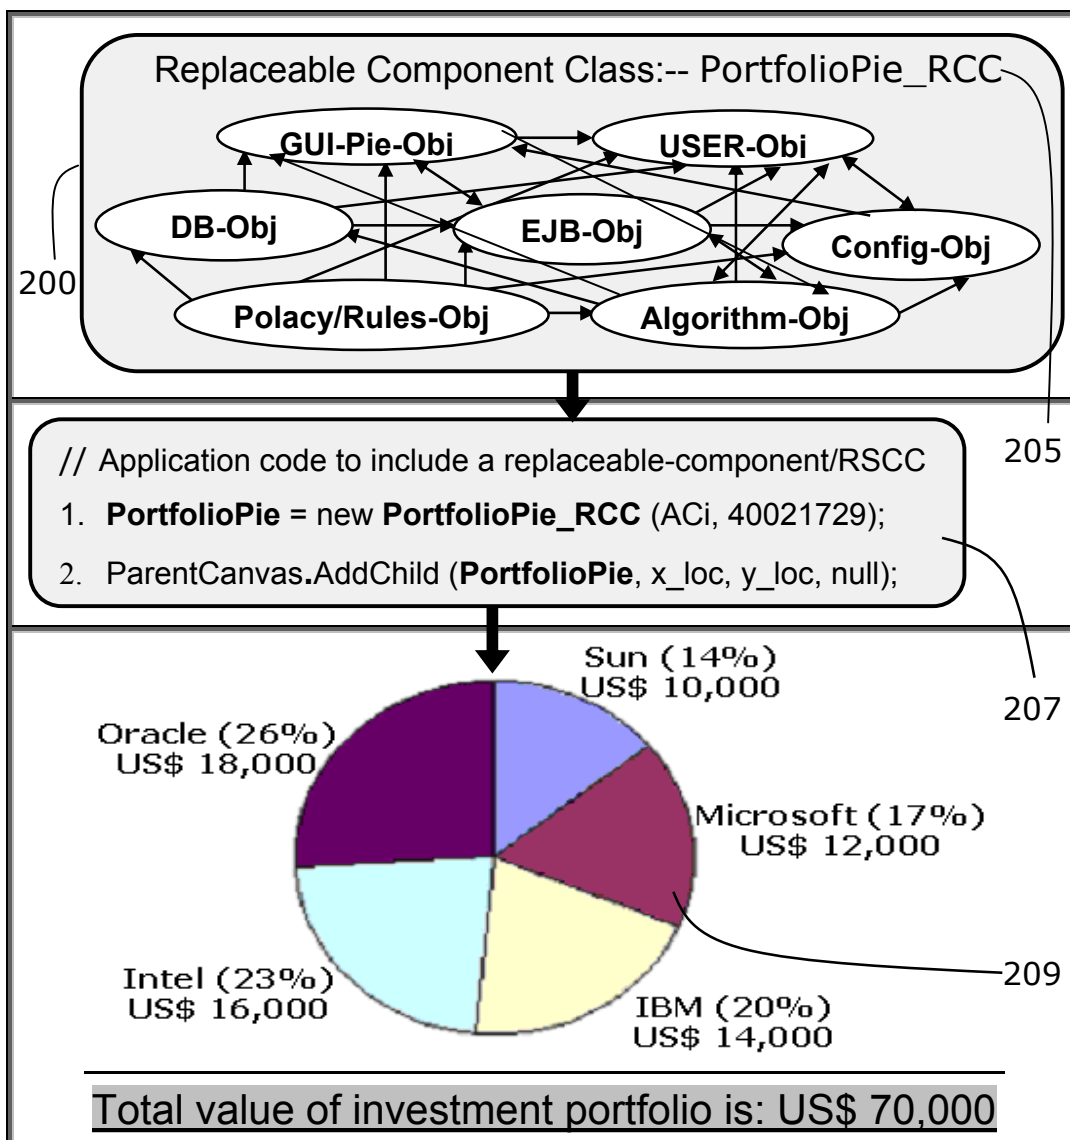 Replaceable Component Class:-- PortfolioPie_RCC
GUI-Pie-Obj
USER-Obj
DB-Obj
EJB-Obj
Config-Obj
200
Polacy/Rules-Obj
Algorithm-Obj
205
// Application code to include a replaceable-component/RSCC
1. PortfolioPie = new PortfolioPie_RCC (ACi, 40021729);
2. ParentCanvas.AddChild (PortfolioPie, x_loc, y_loc, null);
207
Sun (14%)
US$ 10,000
Oracle (26%)
US$ 18,000
Microsoft (17%)
US$ 12,000
209
Intel (23%)
US$ 16,000
IBM (20%)
US$ 14,000
Total value of investment portfolio is: US$ 70,000